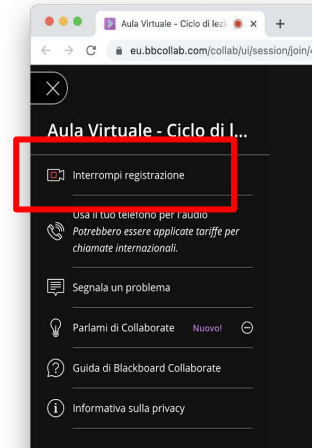 Aula Virtuale - Ciclo di lezi
eu.bbcollab.com/collab/ui/session/join/
Aula Virtuale - Ciclo di l...
Interrompi registrazione
Usa il tuo telefono per l'audio
Potrebbero essere applicate tariffe per
chiamate internazionali.
Segnala un problema
Parlami di Collaborate Nuovo!
Guida di Blackboard Collaborate
Informativa sulla privacy